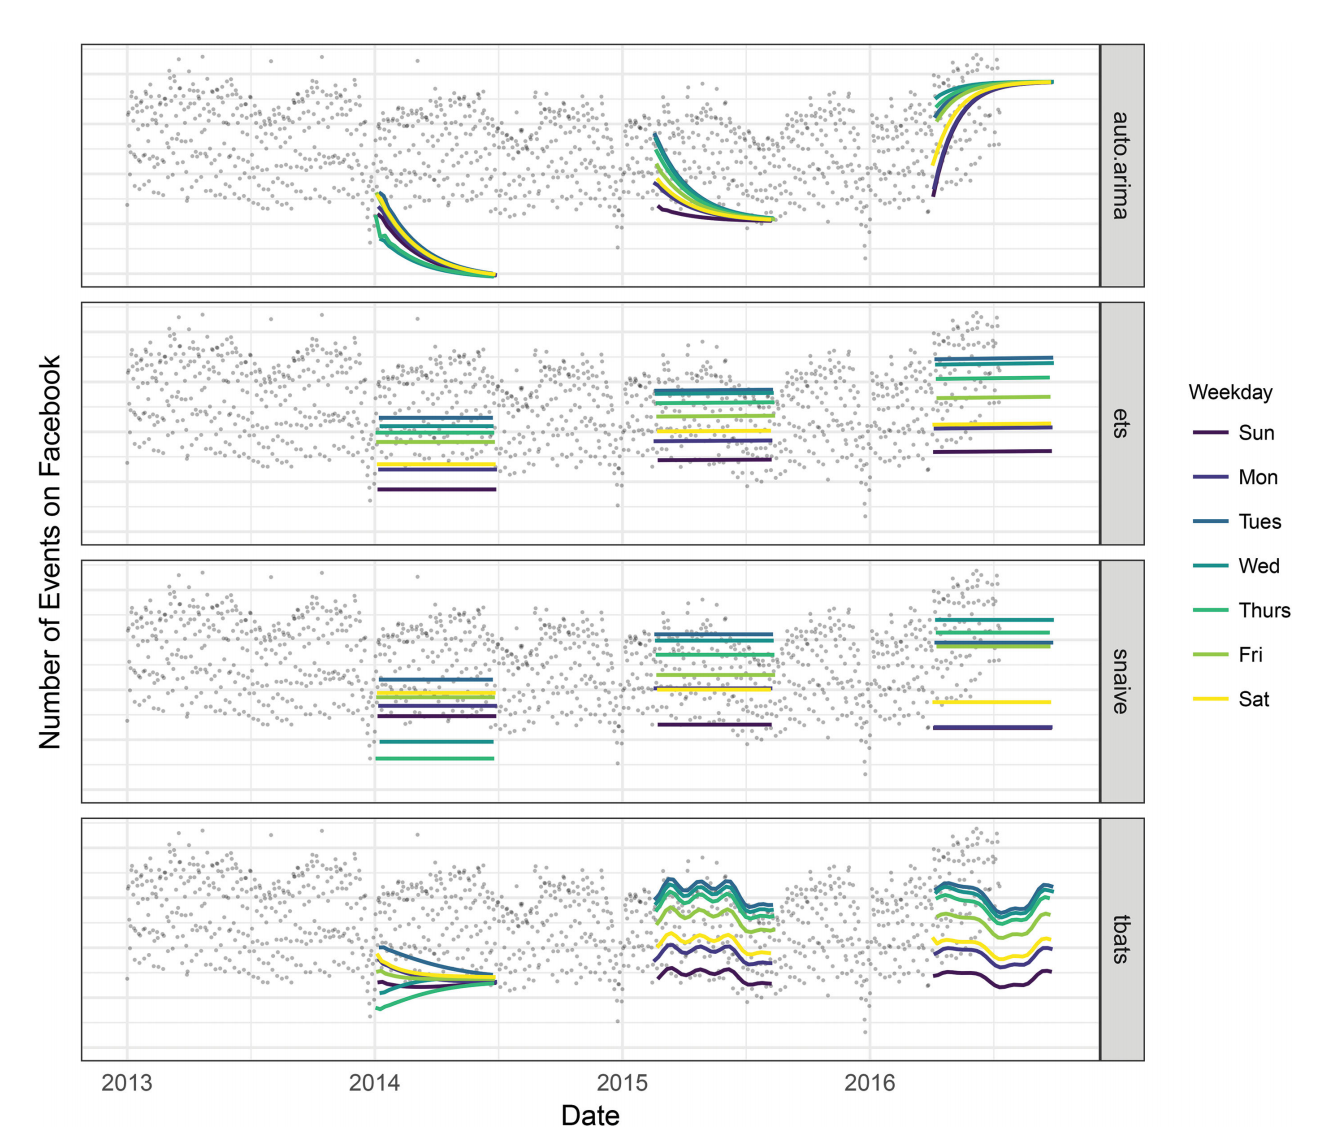 Number of Events on Facebook
auto.arima
ets
snaive
tbats
2013 2014 2015 2016
Date
Weekday
Sun
Mon
Tues
Wed
Thurs
Fri
Sat